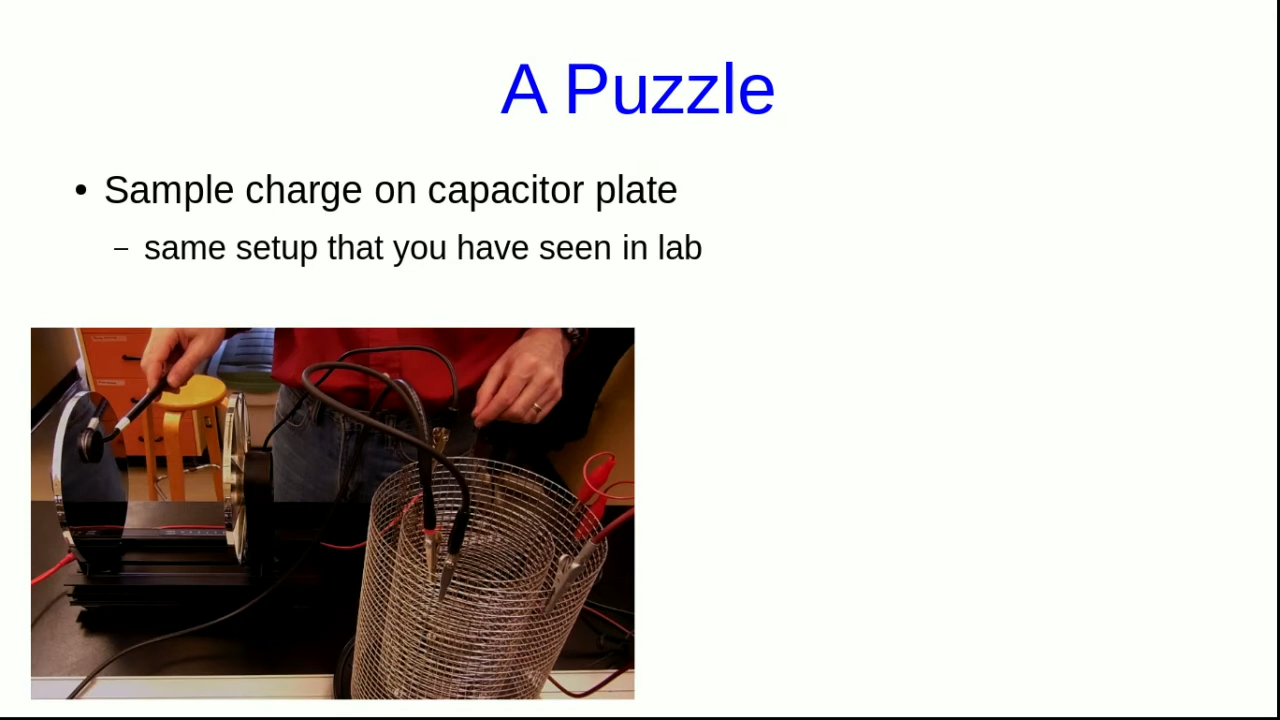 A Puzzle
• Sample charge on capacitor plate
– same setup that you have seen in lab